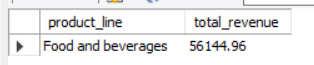 product_line total_revenue
Food and beverages 56144.96